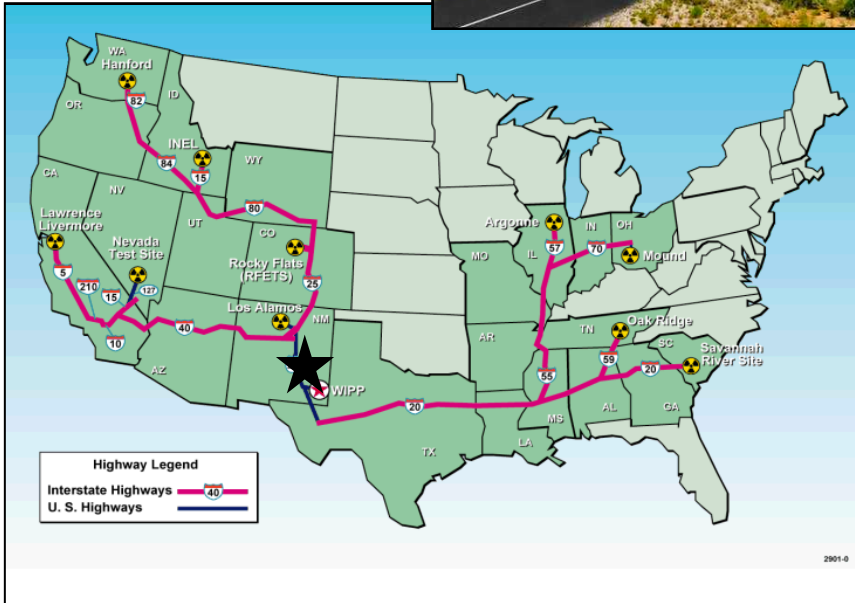 WA
Hanford
82
OR
ID
INEL
15
84
WY
CA
NV
80
UT
CO
Lawrence
Livermore
Nevada
Test Site
Rocky Flats
(RFETS)
25
5
210
15
127
10
40
Los Alamos
NM
AZ
WIPP
Argonne
57
IL
IN
OH
70
Mound
MO
AR
TN
Oak Ridge
59
SC
Savannah
River Site
20
55
MS
AL
GA
20
TX
LA
Highway Legend
Interstate Highways 40
U. S. Highways
2901-0